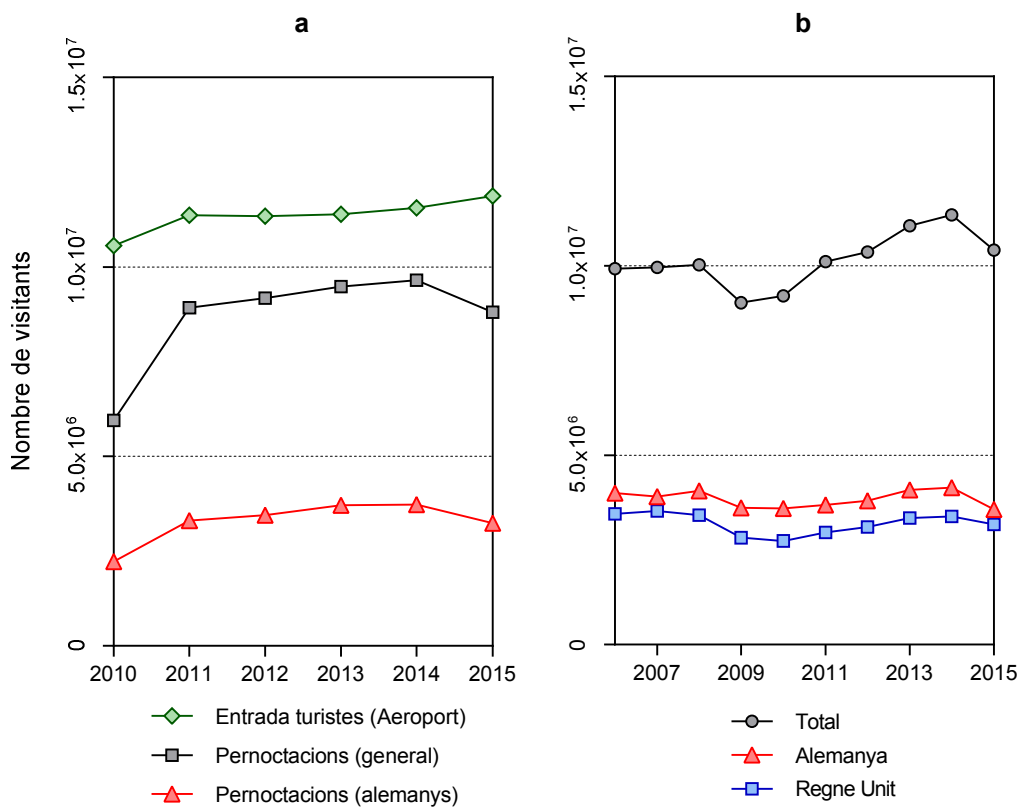 a
b
Nombre de visitants
1.5x10⁷
1.0x10⁷
5.0x10⁶
0
2010 2011 2012 2013 2014 2015
Entrada turistes (Aeroport)
Pernoctacions (general)
Pernoctacions (alemanys)
1.5x10⁷
1.0x10⁷
5.0x10⁶
0
2007 2009 2011 2013 2015
Total
Alemanya
Regne Unit